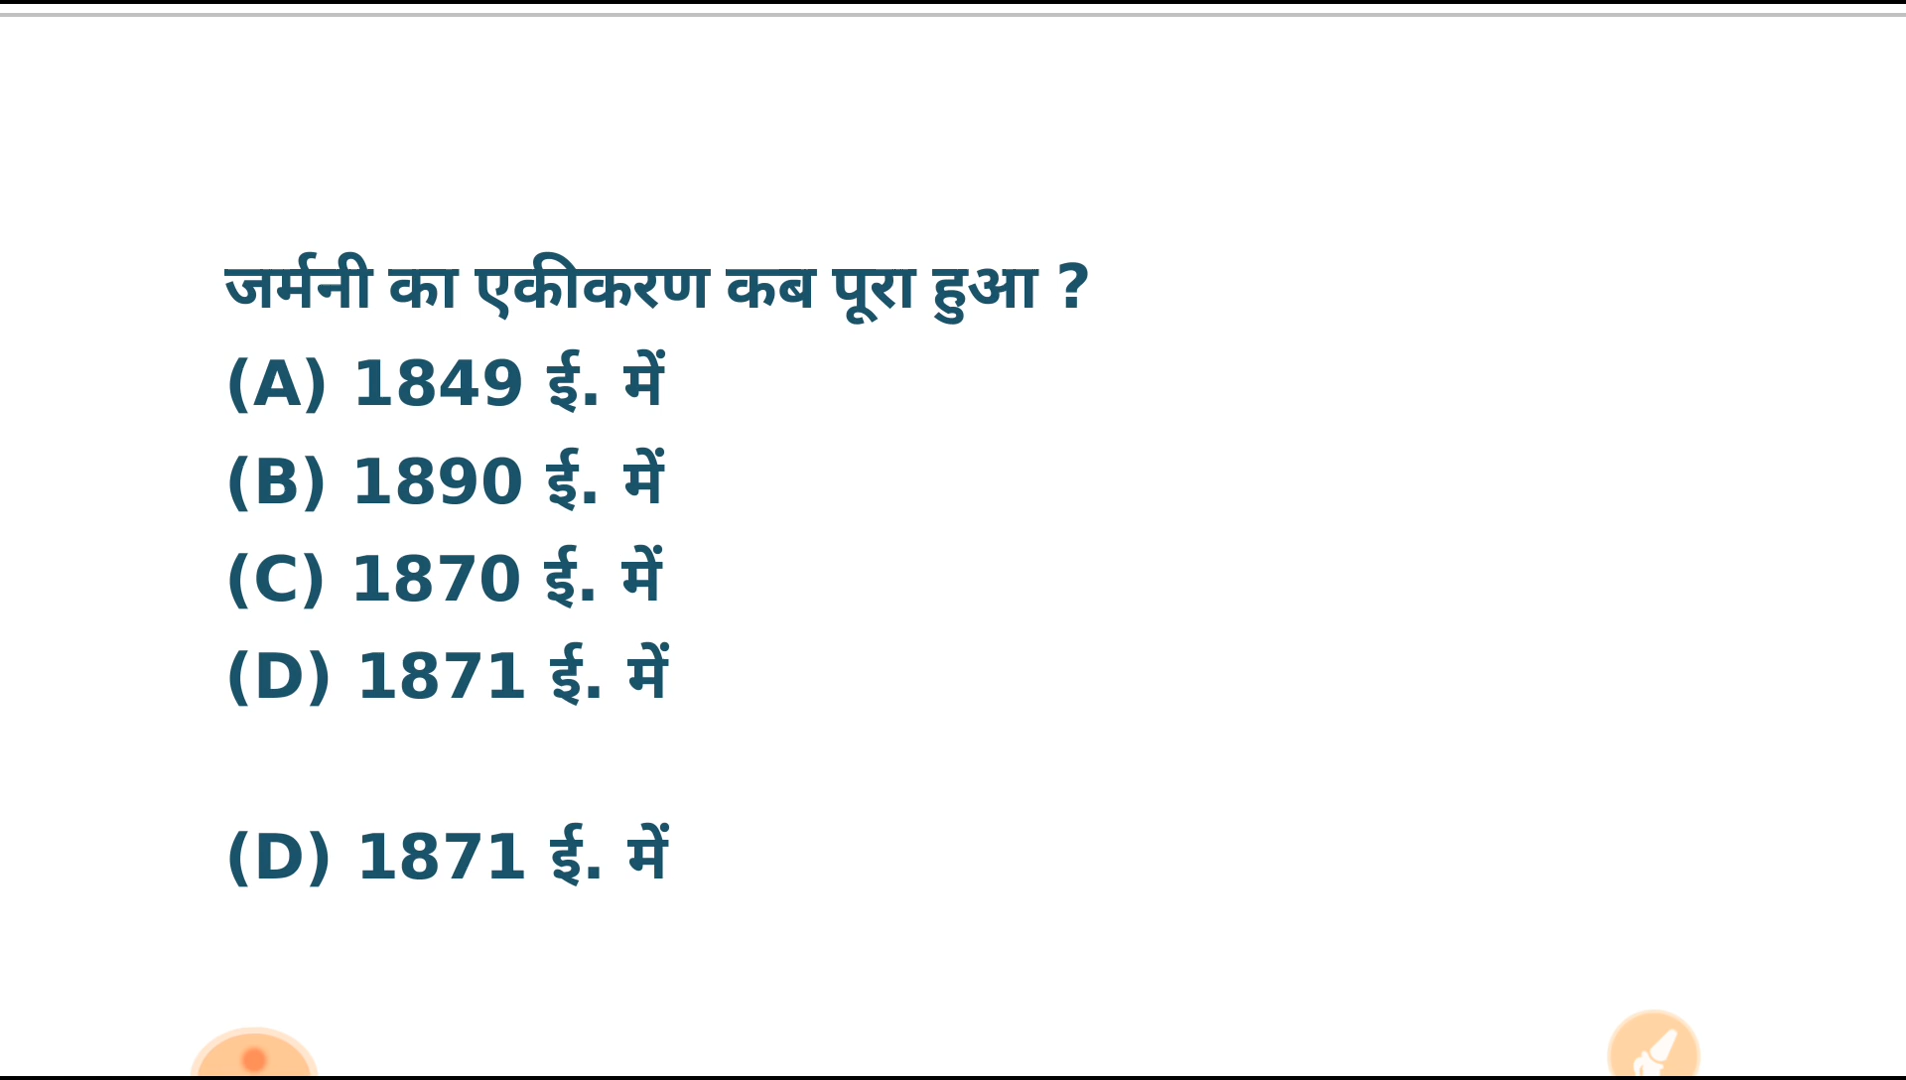 जर्मनी का एकीकरण कब पूरा हुआ ?
(A) 1849 ई. में
(B) 1890 ई. में
(C) 1870 ई. में
(D) 1871 ई. में
(D) 1871 ई. में